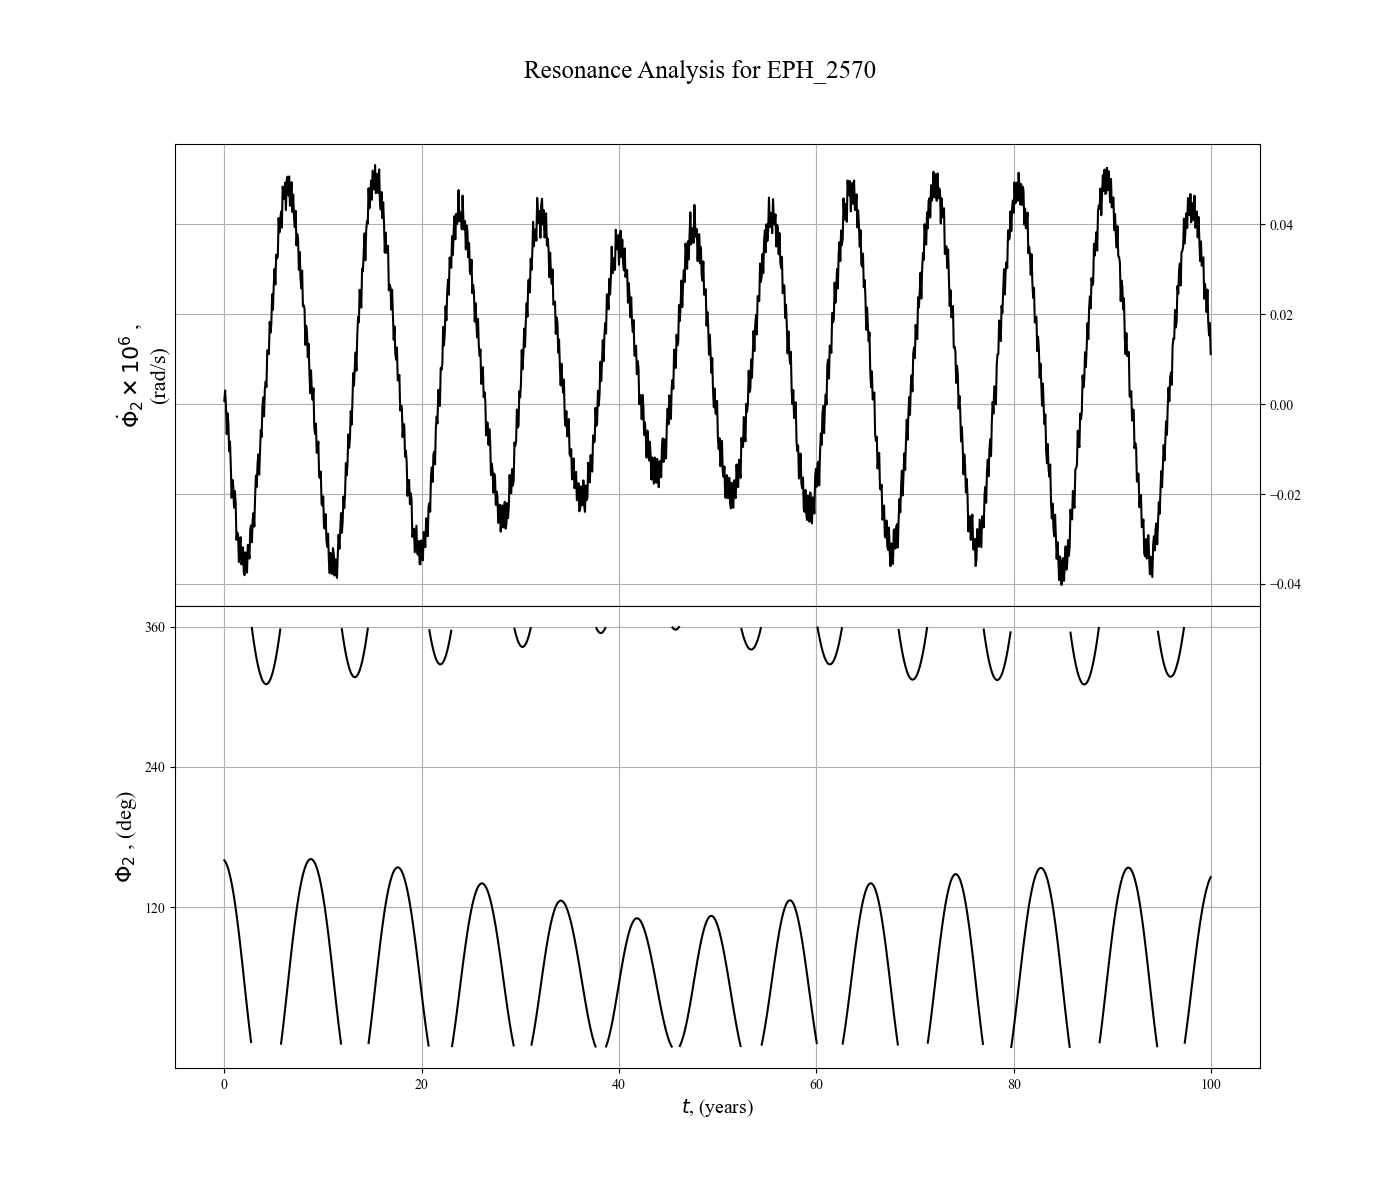 Resonance Analysis for EPH_2570
Φ̇₂ × 10⁶ ,
(rad/s)
0.04
0.02
0.00
−0.02
−0.04
360
240
120
Φ₂ , (deg)
0 20 40 60 80 100
t, (years)